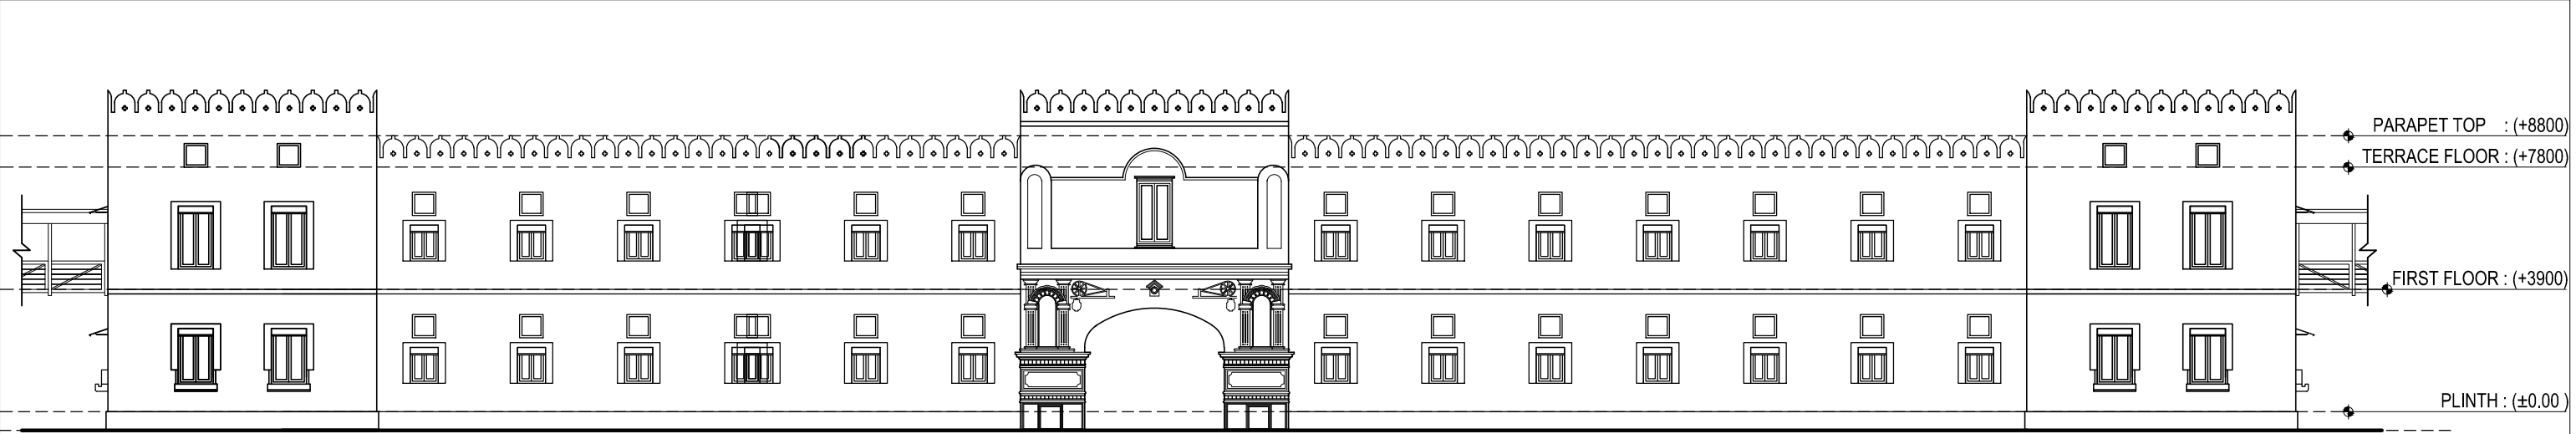 PARAPET TOP : (+8800)
TERRACE FLOOR : (+7800)
FIRST FLOOR : (+3900)
PLINTH : (±0.00 )